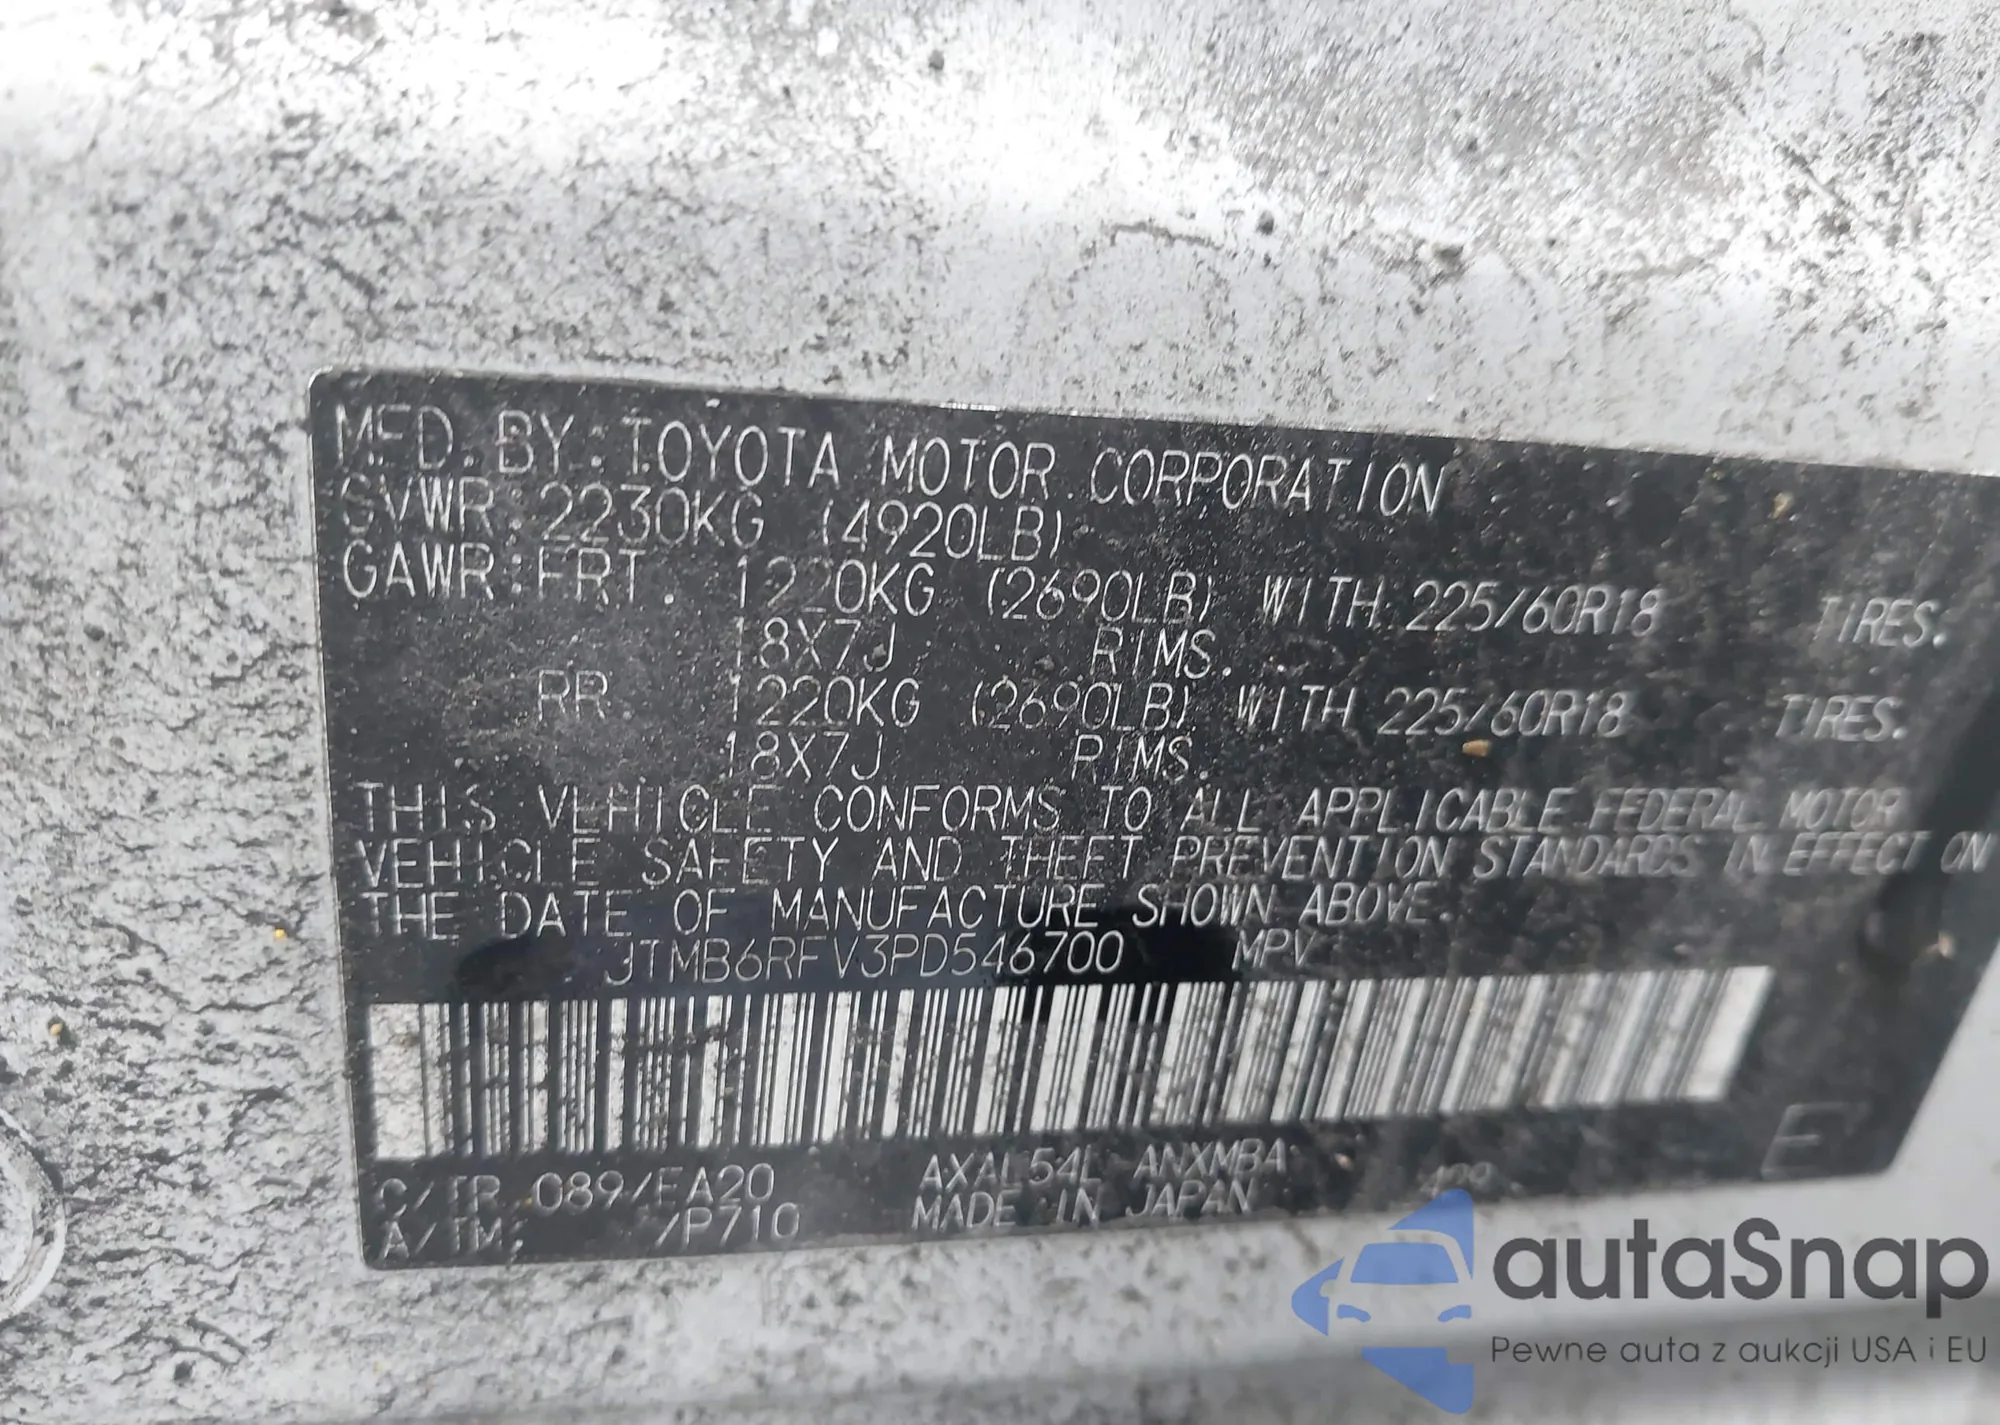 MFD. BY: TOYOTA MOTOR CORPORATION
GVWR: 2230KG (4920LB)
GAWR: FRT. 1220KG (2690LB) WITH 225/60R18 TIRES.
18X7J RIMS.
RR. 1220KG (2690LB) WITH 225/60R18 TIRES.
18X7J RIMS.
THIS VEHICLE CONFORMS TO ALL APPLICABLE FEDERAL MOTOR
VEHICLE SAFETY AND THEFT PREVENTION STANDARDS IN EFFECT ON
THE DATE OF MANUFACTURE SHOWN ABOVE.
JTMB6RFV3PD546700 MPV
C/TR: 089/EA20 AXAL54L-ANXMBA
A/TM: /P710 MADE IN JAPAN
E
autoSnap
Pewne auta z aukcji USA i EU